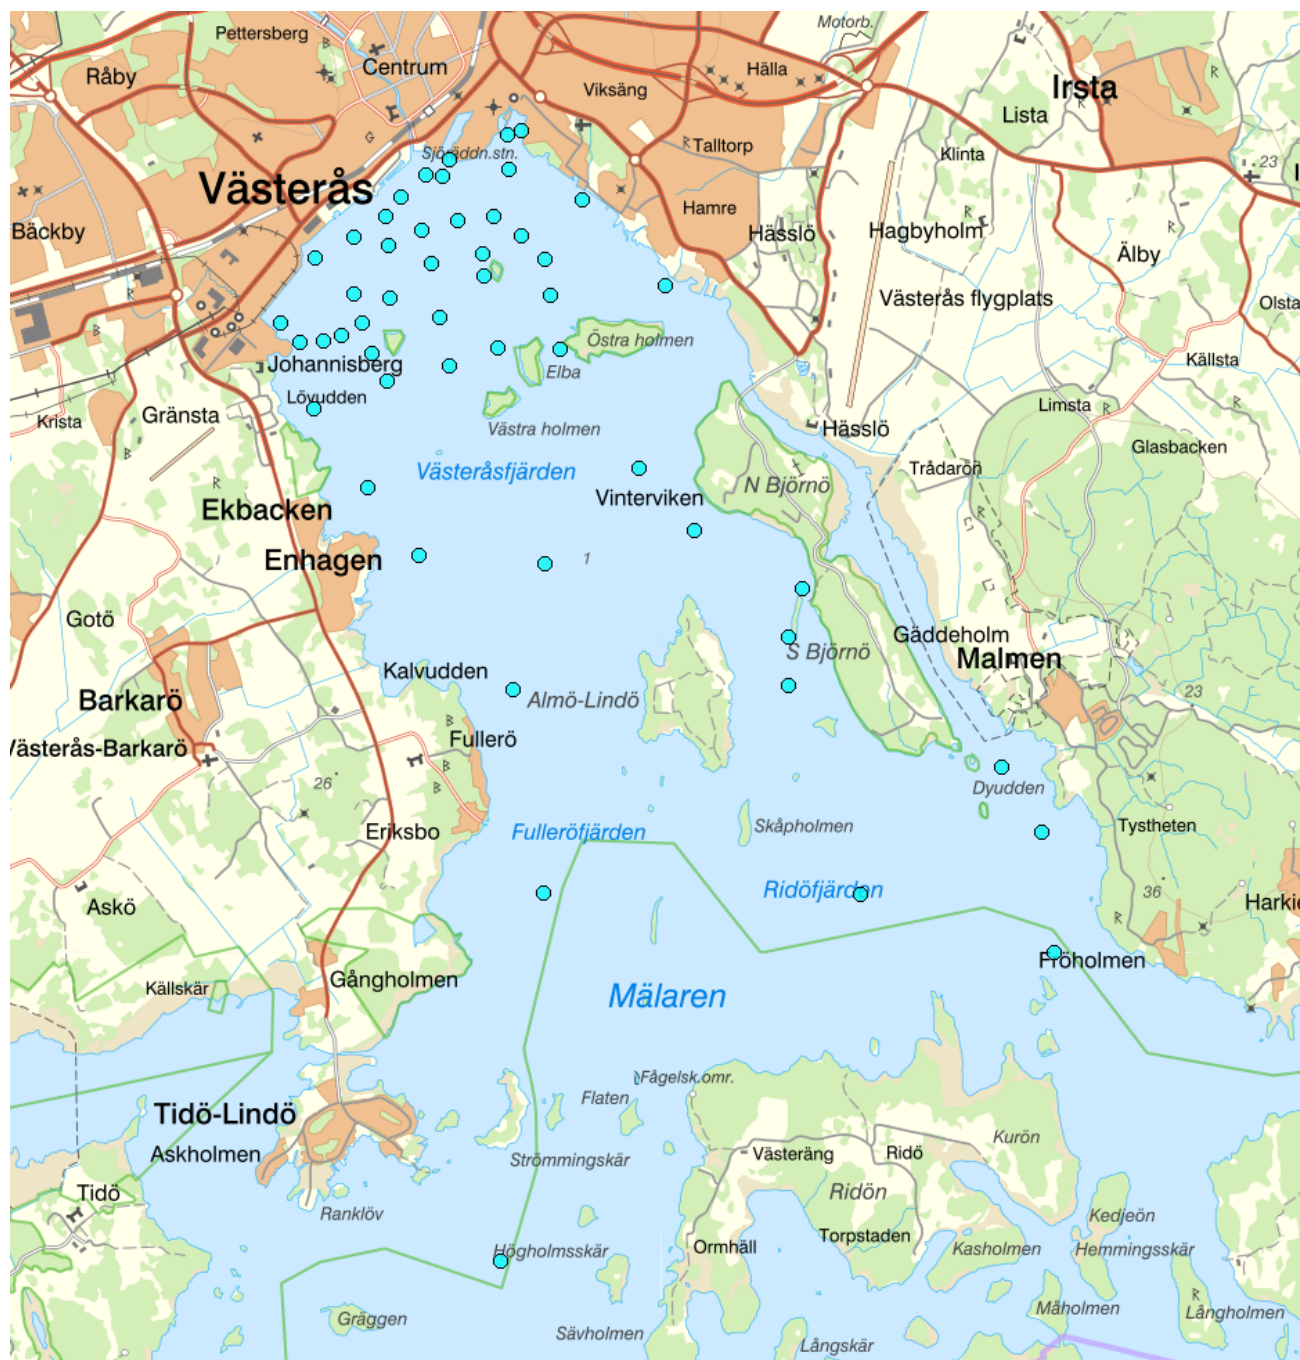 Motorb.
Pettersberg
Centrum
Råby
Hälla
Viksäng
Irsta
Lista
Talltorp
Klinta
23
Sjöräddn.stn.
Västerås
Hamre
Bäckby
Hässlö
Hagbyholm
Älby
Västerås flygplats
Olsta
Östra holmen
Johannisberg
Elba
Källsta
Lövudden
Gränsta
Krista
Limsta
Västra holmen
Hässlö
Glasbacken
Västeråsfjärden
Trådarön
N Björnö
Vinterviken
Ekbacken
Enhagen
1
Gotö
Gäddeholm
S Björnö
Malmen
Kalvudden
Barkarö
Almö-Lindö
23
Västerås-Barkarö
Fullerö
26
Dyudden
Eriksbo
Fulleröfjärden
Skåpholmen
Tystheten
Ridöfjärden
36
Askö
Harkie
Fröholmen
Gångholmen
Källskär
Mälaren
Fågelsk.omr.
Flaten
Tidö-Lindö
Kurön
Askholmen
Västeräng
Ridö
Strömmingskär
Tidö
Ridön
Ranklöv
Kedjeön
Torpstaden
Ormhäll
Högholmsskär
Kasholmen
Hemmingsskär
Måholmen
Långholmen
Gräggen
Sävholmen
Långskär